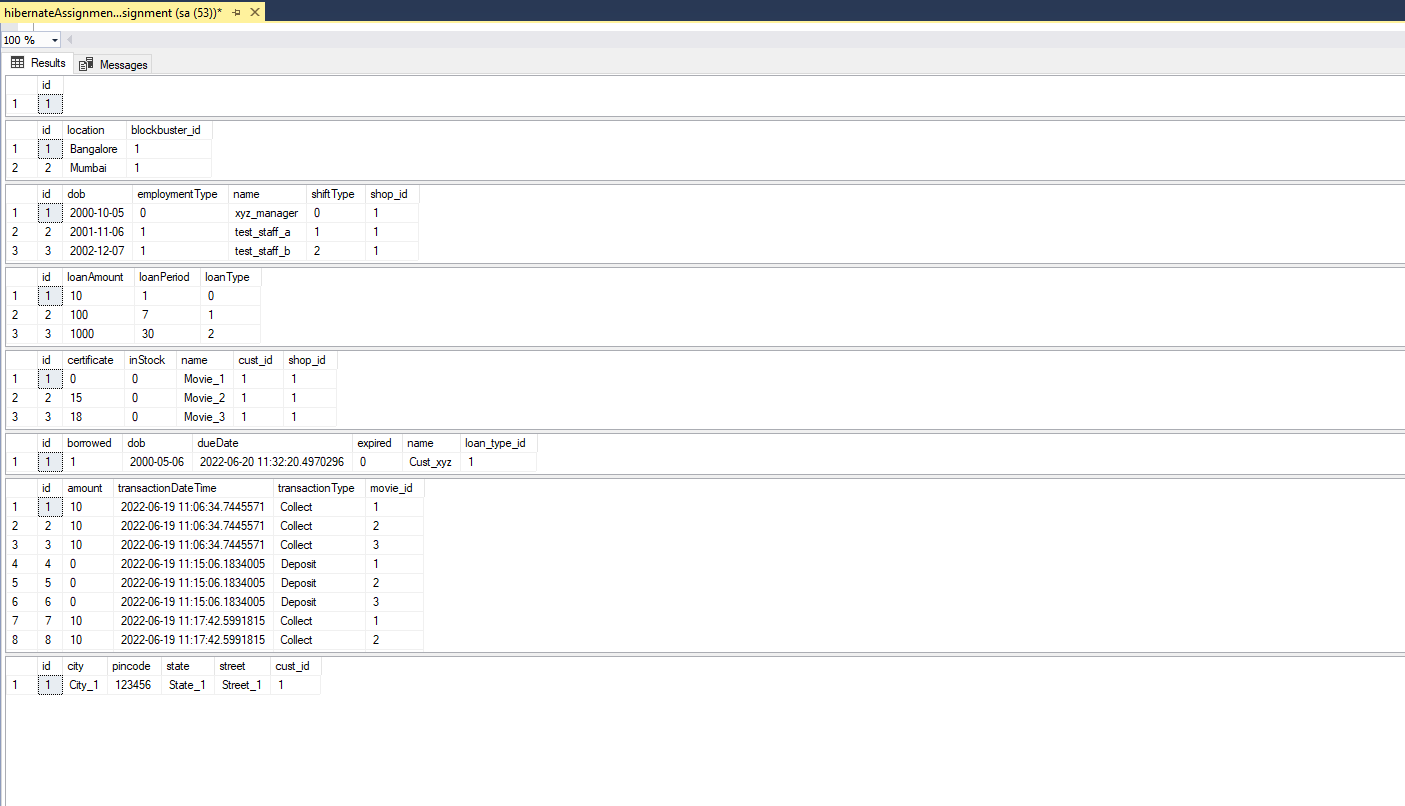 hibernateAssignmen...signment (sa (53))*
100 %
Results Messages
id
1 1
id location blockbuster_id
1 1 Bangalore 1
2 2 Mumbai 1
id dob employmentType name shiftType shop_id
1 1 2000-10-05 0 xyz_manager 0 1
2 2 2001-11-06 1 test_staff_a 1 1
3 3 2002-12-07 1 test_staff_b 2 1
id loanAmount loanPeriod loanType
1 1 10 1 0
2 2 100 7 1
3 3 1000 30 2
id certificate inStock name cust_id shop_id
1 1 0 0 Movie_1 1 1
2 2 15 0 Movie_2 1 1
3 3 18 0 Movie_3 1 1
id borrowed dob dueDate expired name loan_type_id
1 1 1 2000-05-06 2022-06-20 11:32:20.4970296 0 Cust_xyz 1
id amount transactionDateTime transactionType movie_id
1 1 10 2022-06-19 11:06:34.7445571 Collect 1
2 2 10 2022-06-19 11:06:34.7445571 Collect 2
3 3 10 2022-06-19 11:06:34.7445571 Collect 3
4 4 0 2022-06-19 11:15:06.1834005 Deposit 1
5 5 0 2022-06-19 11:15:06.1834005 Deposit 2
6 6 0 2022-06-19 11:15:06.1834005 Deposit 3
7 7 10 2022-06-19 11:17:42.5991815 Collect 1
8 8 10 2022-06-19 11:17:42.5991815 Collect 2
id city pincode state street cust_id
1 1 City_1 123456 State_1 Street_1 1